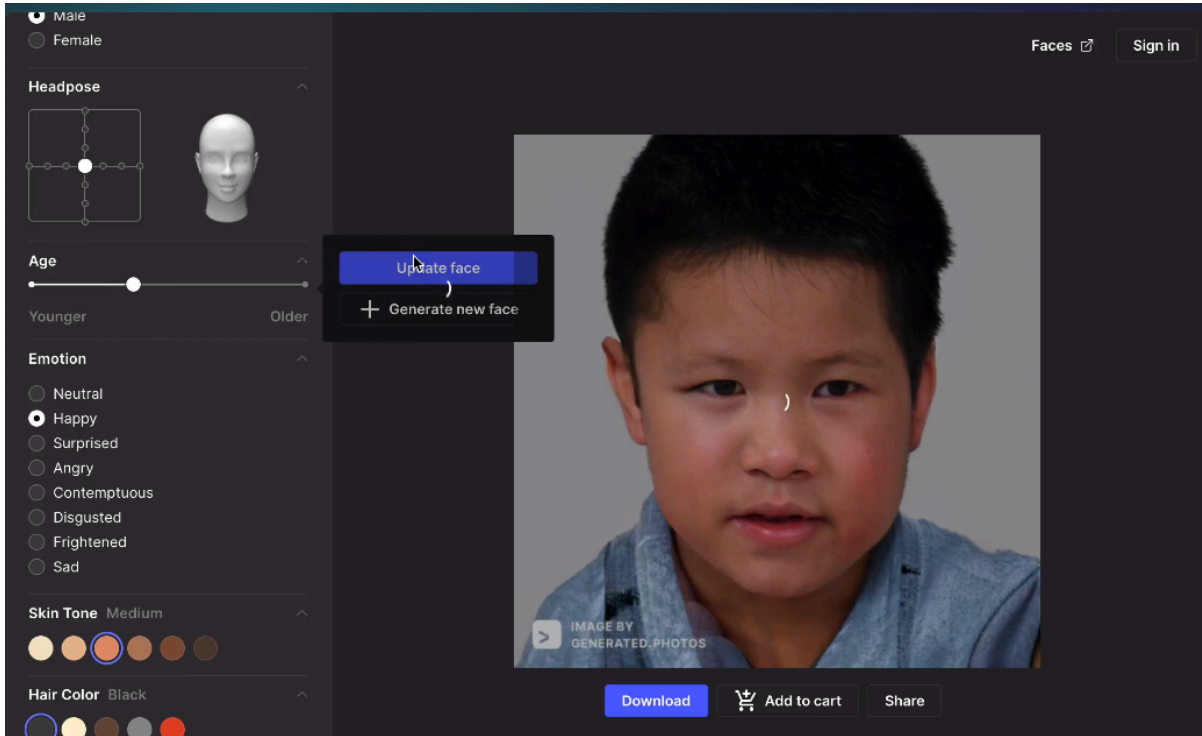 Male
Female
Faces
Sign in
Headpose
Age
Younger
Older
Update face
Generate new face
Emotion
Neutral
Happy
Surprised
Angry
Contemptuous
Disgusted
Frightened
Sad
Skin Tone Medium
Hair Color Black
IMAGE BY
GENERATED.PHOTOS
Download
Add to cart
Share